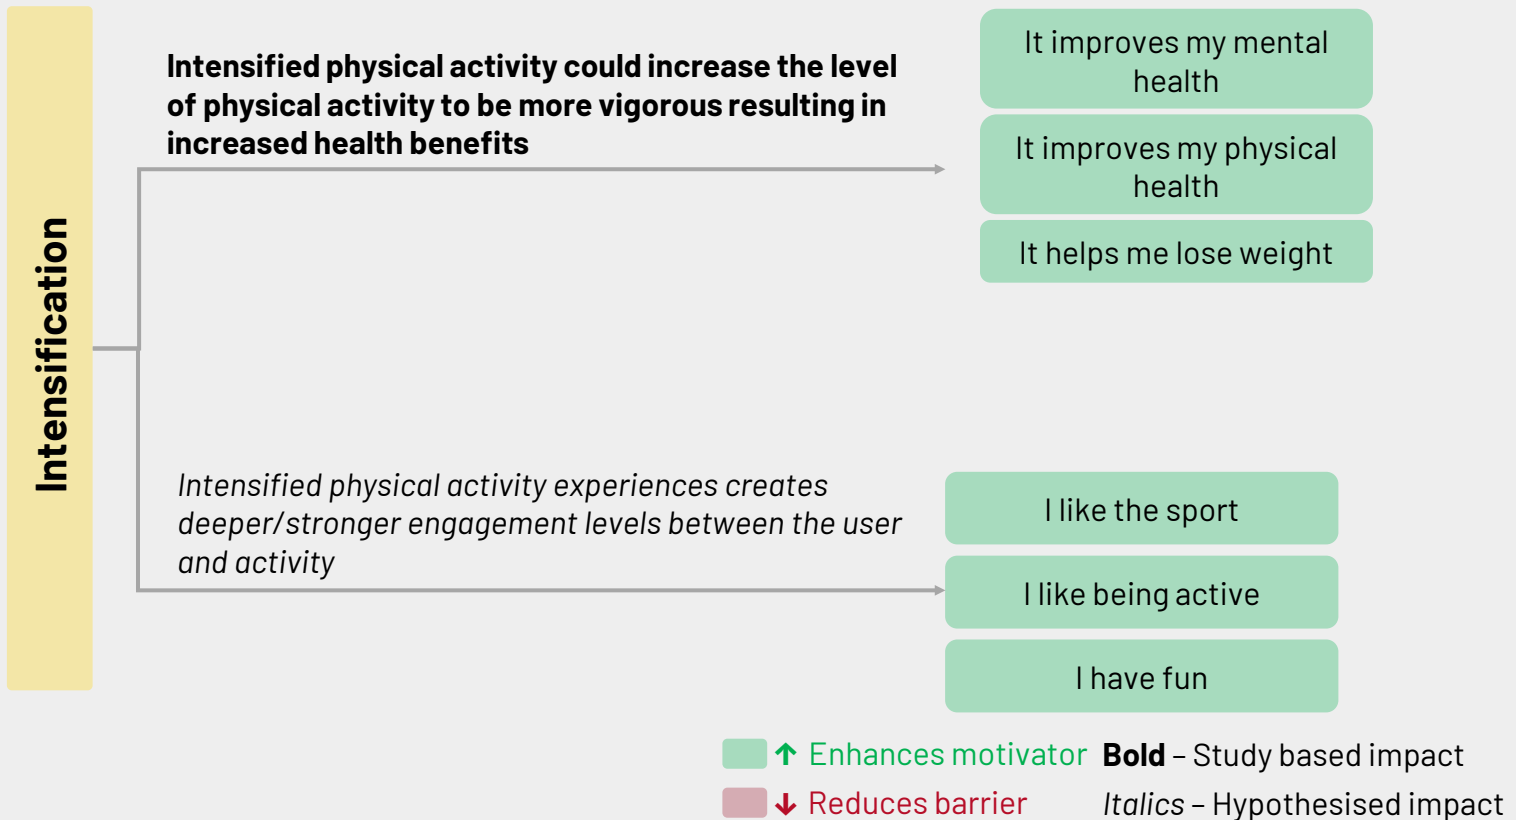 Intensification
Intensified physical activity could increase the level
of physical activity to be more vigorous resulting in
increased health benefits
It improves my mental
health
It improves my physical
health
It helps me lose weight
Intensified physical activity experiences creates
deeper/stronger engagement levels between the user
and activity
I like the sport
I like being active
I have fun
↑ Enhances motivator
Bold – Study based impact
↓ Reduces barrier
Italics – Hypothesised impact